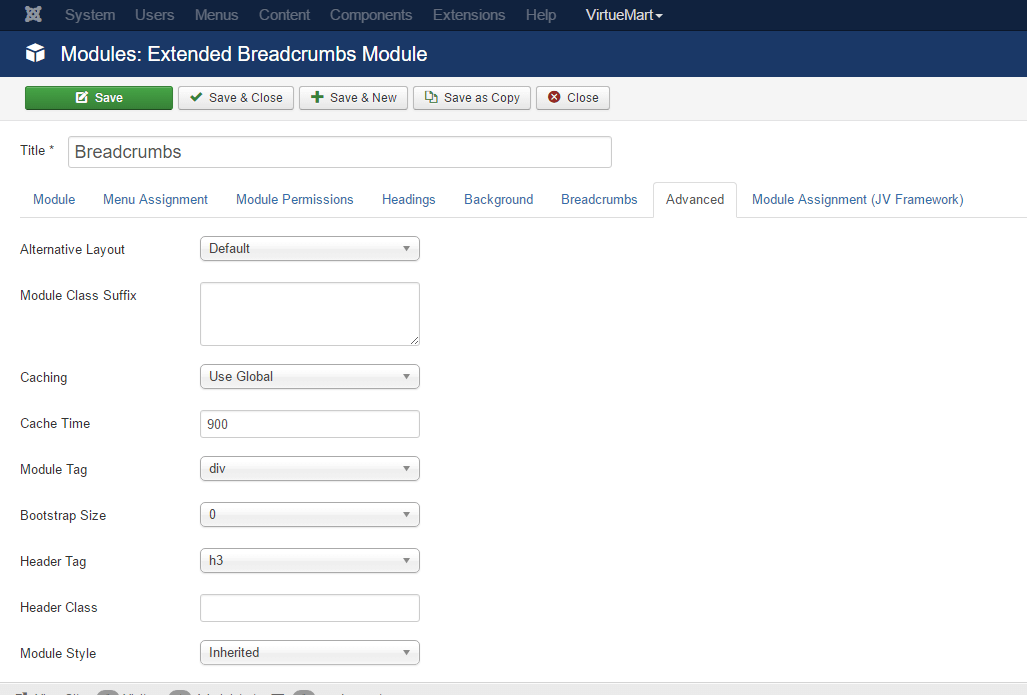 System Users Menus Content Components Extensions Help VirtueMart
Modules: Extended Breadcrumbs Module
Save Save & Close Save & New Save as Copy Close
Title * Breadcrumbs
Module Menu Assignment Module Permissions Headings Background Breadcrumbs Advanced Module Assignment (JV Framework)
Alternative Layout Default
Module Class Suffix
Caching Use Global
Cache Time 900
Module Tag div
Bootstrap Size 0
Header Tag h3
Header Class
Module Style Inherited